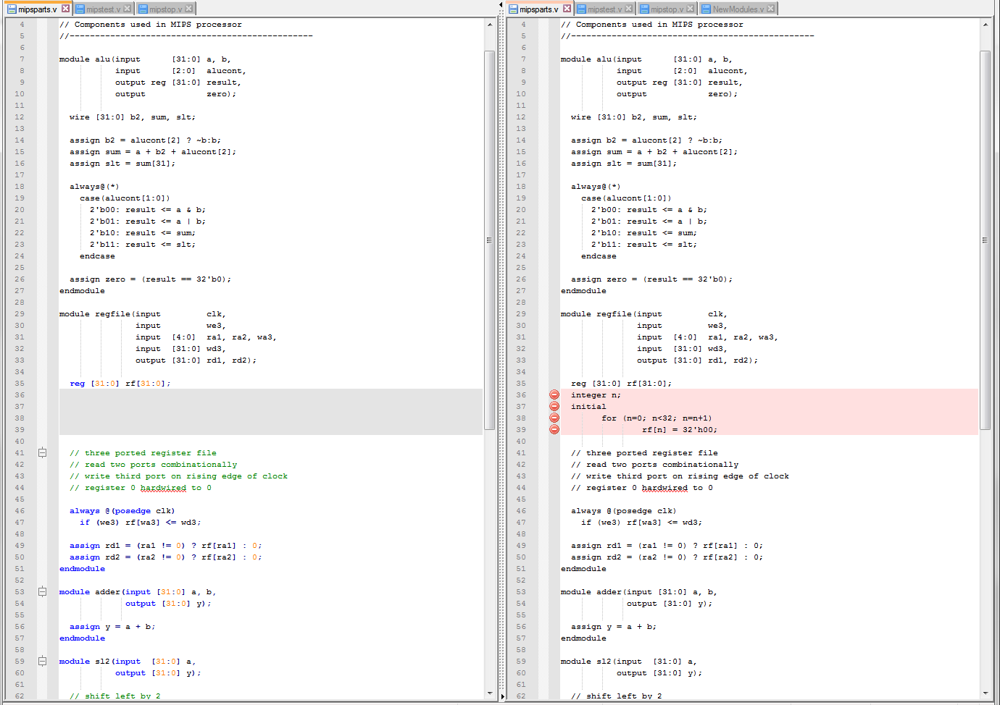 mipsparts.v mipstest.v mipstop.v
4 // Components used in MIPS processor
5 //------------------------------------------------
6
7 module alu(input      [31:0] a, b,
8            input      [2:0]  alucont,
9            output reg [31:0] result,
10            output            zero);
11
12   wire [31:0] b2, sum, slt;
13
14   assign b2 = alucont[2] ? ~b:b;
15   assign sum = a + b2 + alucont[2];
16   assign slt = sum[31];
17
18   always@(*)
19     case(alucont[1:0])
20       2'b00: result <= a & b;
21       2'b01: result <= a | b;
22       2'b10: result <= sum;
23       2'b11: result <= slt;
24     endcase
25
26   assign zero = (result == 32'b0);
27 endmodule
28
29 module regfile(input         clk,
30                input         we3,
31                input  [4:0]  ra1, ra2, wa3,
32                input  [31:0] wd3,
33                output [31:0] rd1, rd2);
34
35   reg [31:0] rf[31:0];
36
37
38
39
40
41   // three ported register file
42   // read two ports combinationally
43   // write third port on rising edge of clock
44   // register 0 hardwired to 0
45
46   always @(posedge clk)
47     if (we3) rf[wa3] <= wd3;
48
49   assign rd1 = (ra1 != 0) ? rf[ra1] : 0;
50   assign rd2 = (ra2 != 0) ? rf[ra2] : 0;
51 endmodule
52
53 module adder(input [31:0] a, b,
54              output [31:0] y);
55
56   assign y = a + b;
57 endmodule
58
59 module sl2(input  [31:0] a,
60            output [31:0] y);
61
62   // shift left by 2
mipsparts.v mipstest.v mipstop.v NewModules.v
4 // Components used in MIPS processor
5 //------------------------------------------------
6
7 module alu(input      [31:0] a, b,
8            input      [2:0]  alucont,
9            output reg [31:0] result,
10            output            zero);
11
12   wire [31:0] b2, sum, slt;
13
14   assign b2 = alucont[2] ? ~b:b;
15   assign sum = a + b2 + alucont[2];
16   assign slt = sum[31];
17
18   always@(*)
19     case(alucont[1:0])
20       2'b00: result <= a & b;
21       2'b01: result <= a | b;
22       2'b10: result <= sum;
23       2'b11: result <= slt;
24     endcase
25
26   assign zero = (result == 32'b0);
27 endmodule
28
29 module regfile(input         clk,
30                input         we3,
31                input  [4:0]  ra1, ra2, wa3,
32                input  [31:0] wd3,
33                output [31:0] rd1, rd2);
34
35   reg [31:0] rf[31:0];
36   integer n;
37   initial
38         for (n=0; n<32; n=n+1)
39                 rf[n] = 32'h00;
40
41   // three ported register file
42   // read two ports combinationally
43   // write third port on rising edge of clock
44   // register 0 hardwired to 0
45
46   always @(posedge clk)
47     if (we3) rf[wa3] <= wd3;
48
49   assign rd1 = (ra1 != 0) ? rf[ra1] : 0;
50   assign rd2 = (ra2 != 0) ? rf[ra2] : 0;
51 endmodule
52
53 module adder(input [31:0] a, b,
54              output [31:0] y);
55
56   assign y = a + b;
57 endmodule
58
59 module sl2(input  [31:0] a,
60            output [31:0] y);
61
62   // shift left by 2